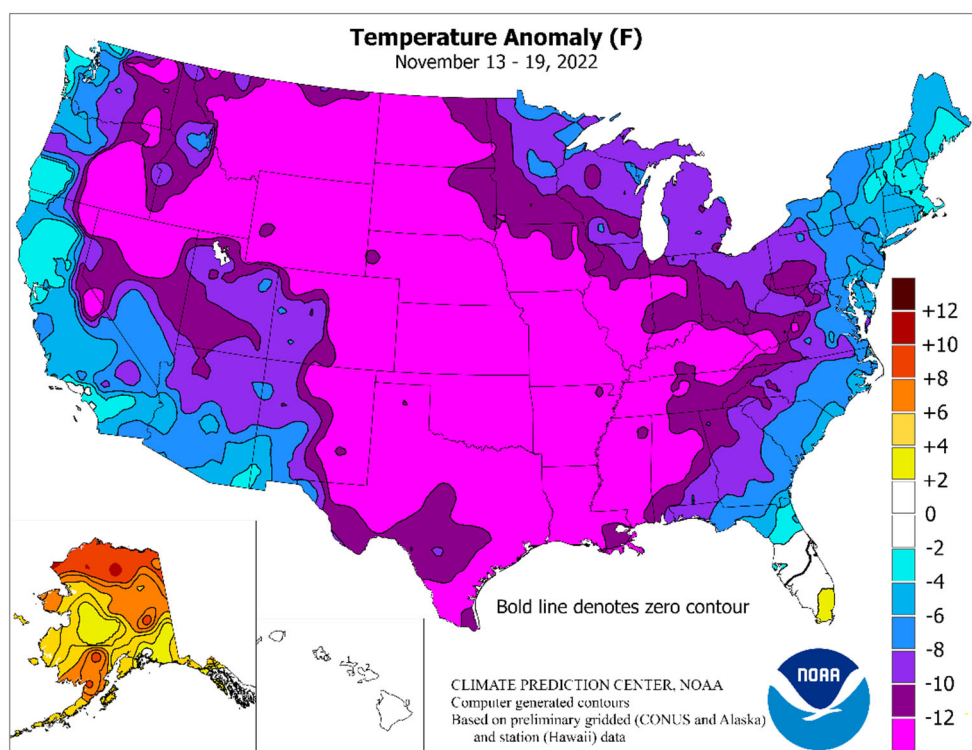 Temperature Anomaly (F)
November 13 - 19, 2022
+12
+10
+8
+6
+4
+2
0
-2
-4
-6
-8
-10
-12
Bold line denotes zero contour
CLIMATE PREDICTION CENTER, NOAA
Computer generated contours
Based on preliminary gridded (CONUS and Alaska)
and station (Hawaii) data
NOAA